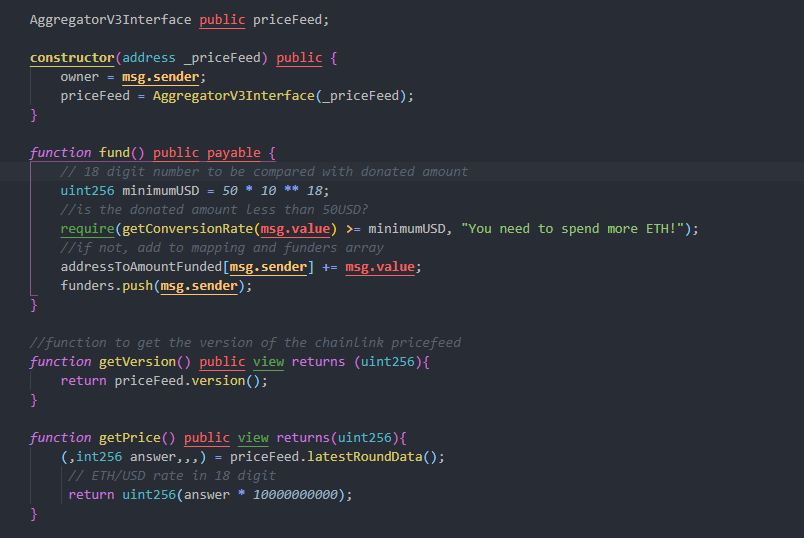 AggregatorV3Interface public priceFeed;
constructor(address _priceFeed) public {
owner = msg.sender;
priceFeed = AggregatorV3Interface(_priceFeed);
}
function fund() public payable {
// 18 digit number to be compared with donated amount
uint256 minimumUSD = 50 * 10 ** 18;
//is the donated amount less than 50USD?
require(getConversionRate(msg.value) >= minimumUSD, "You need to spend more ETH!");
//if not, add to mapping and funders array
addressToAmountFunded[msg.sender] += msg.value;
funders.push(msg.sender);
}
//function to get the version of the chainlink pricefeed
function getVersion() public view returns (uint256){
return priceFeed.version();
}
function getPrice() public view returns(uint256){
(,int256 answer,,,) = priceFeed.latestRoundData();
// ETH/USD rate in 18 digit
return uint256(answer * 10000000000);
}